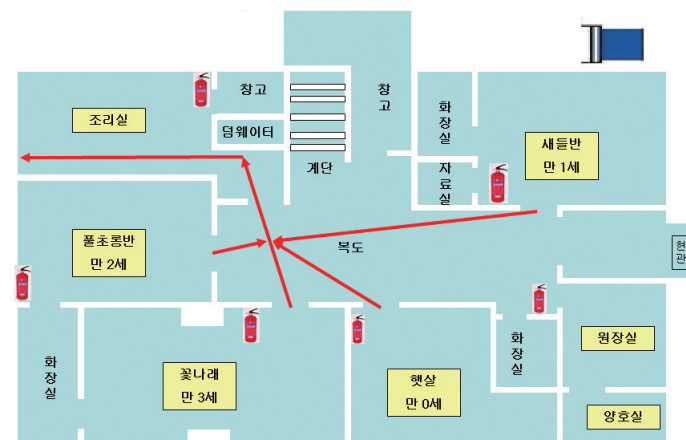 창고
창고
조리실
덤웨이터
화장실
새들반
만 1세
계단
자료실
풀초롱반
만 2세
복도
현관
화장실
꽃나래
만 3세
햇살
만 0세
화장실
원장실
양호실